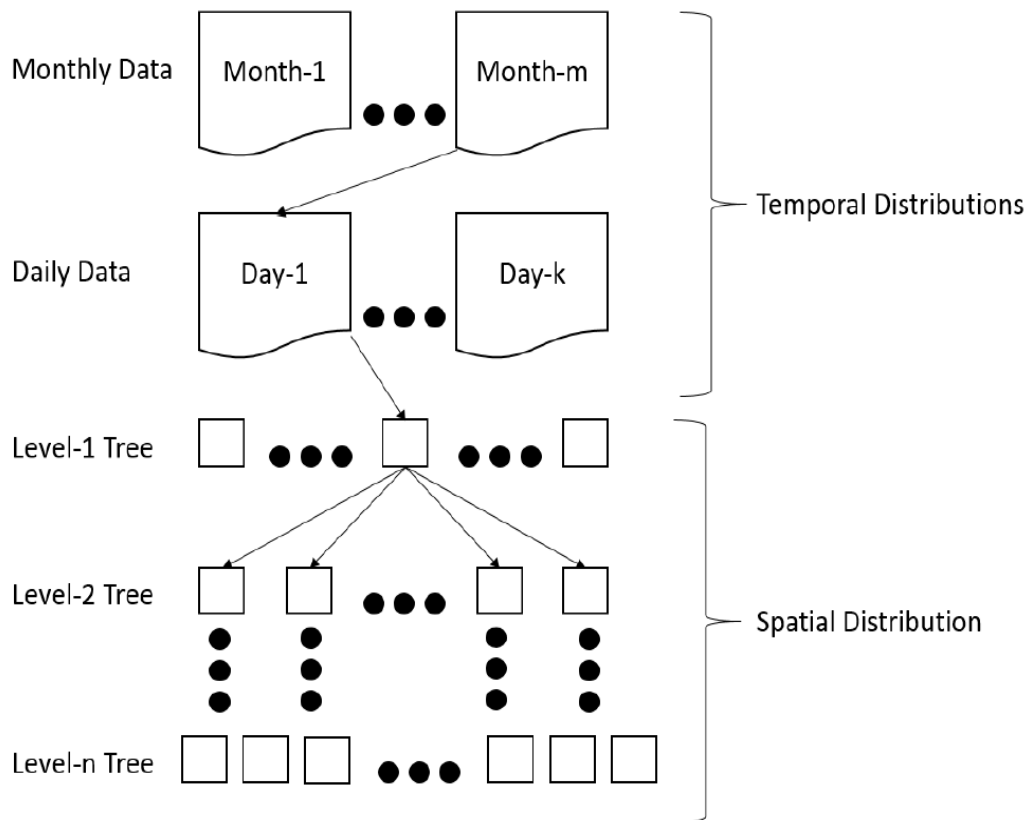 Monthly Data
Month-1
Month-m
Temporal Distributions
Daily Data
Day-1
Day-k
Level-1 Tree
Level-2 Tree
Spatial Distribution
Level-n Tree